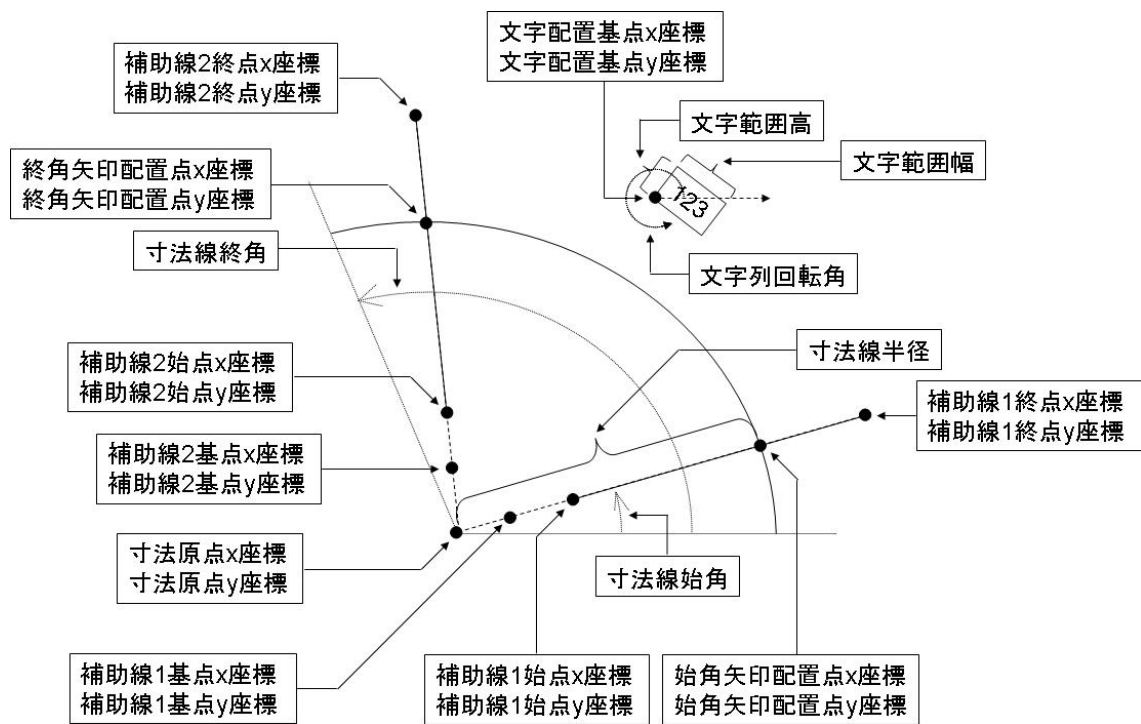 文字配置基点x座標
文字配置基点y座標
補助線2終点x座標
補助線2終点y座標
文字範囲高
文字範囲幅
終角矢印配置点x座標
終角矢印配置点y座標
123
寸法線終角
文字列回転角
補助線2始点x座標
補助線2始点y座標
寸法線半径
補助線1終点x座標
補助線1終点y座標
補助線2基点x座標
補助線2基点y座標
寸法原点x座標
寸法原点y座標
寸法線始角
補助線1基点x座標
補助線1基点y座標
補助線1始点x座標
補助線1始点y座標
始角矢印配置点x座標
始角矢印配置点y座標